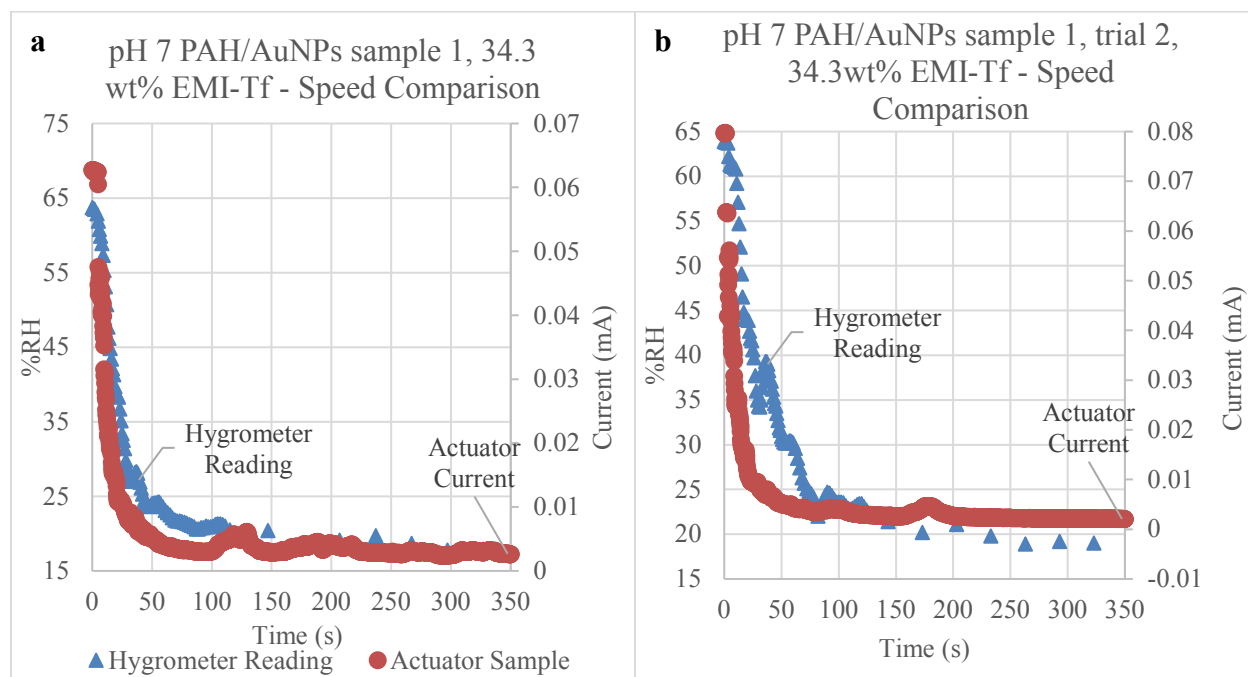 a
pH 7 PAH/AuNPs sample 1, 34.3
wt% EMI-Tf - Speed Comparison
75
65
55
45
35
25
15
%RH
0.07
0.06
0.05
0.04
0.03
0.02
0.01
0
Current (mA)
Hygrometer
Reading
Actuator
Current
0 50 100 150 200 250 300 350
Time (s)
Hygrometer Reading Actuator Sample
b
pH 7 PAH/AuNPs sample 1, trial 2,
34.3wt% EMI-Tf - Speed
Comparison
65
60
55
50
45
40
35
30
25
20
15
%RH
0.08
0.07
0.06
0.05
0.04
0.03
0.02
0.01
0
-0.01
Current (mA)
Hygrometer
Reading
Actuator
Current
0 50 100 150 200 250 300 350
Time (s)